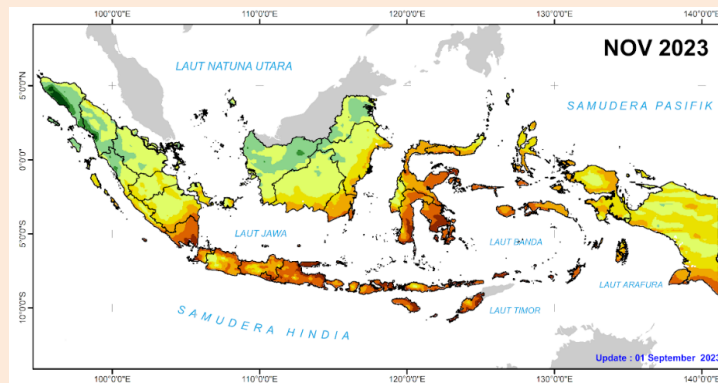 100°0'0"E 110°0'0"E 120°0'0"E 130°0'0"E 140°0'0"
NOV 2023
LAUT NATUNA UTARA
5°0'0"N
SAMUDERA PASIFIK
0°0'0"
LAUT JAWA
LAUT BANDA
5°0'0"S
LAUT ARAFURA
LAUT TIMOR
10°0'0"S
SAMUDERA HINDIA
Update : 01 September 2023
100°0'0"E 110°0'0"E 120°0'0"E 130°0'0"E 140°0'0"